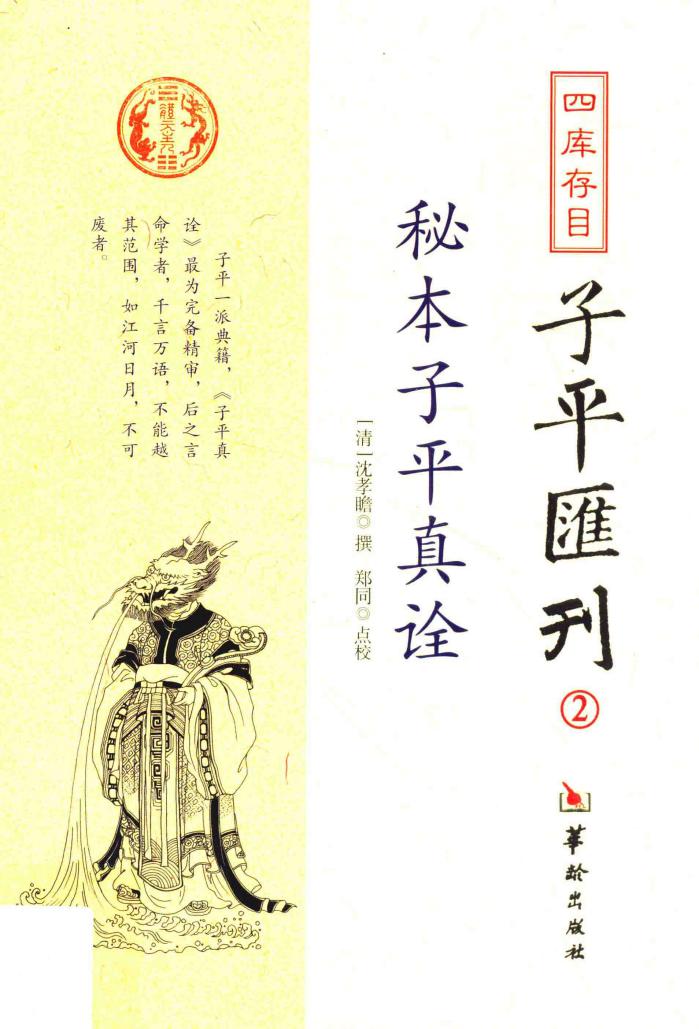 四库存目
子平匯刊
②
華龄出版社
秘本子平真诠
[清]沈孝瞻◎撰 郑同◎点校
子平一派典籍，《子平真
诠》最为完备精审，后之言
命学者，千言万语，不能越
其范围，如江河日月，不可
废者。